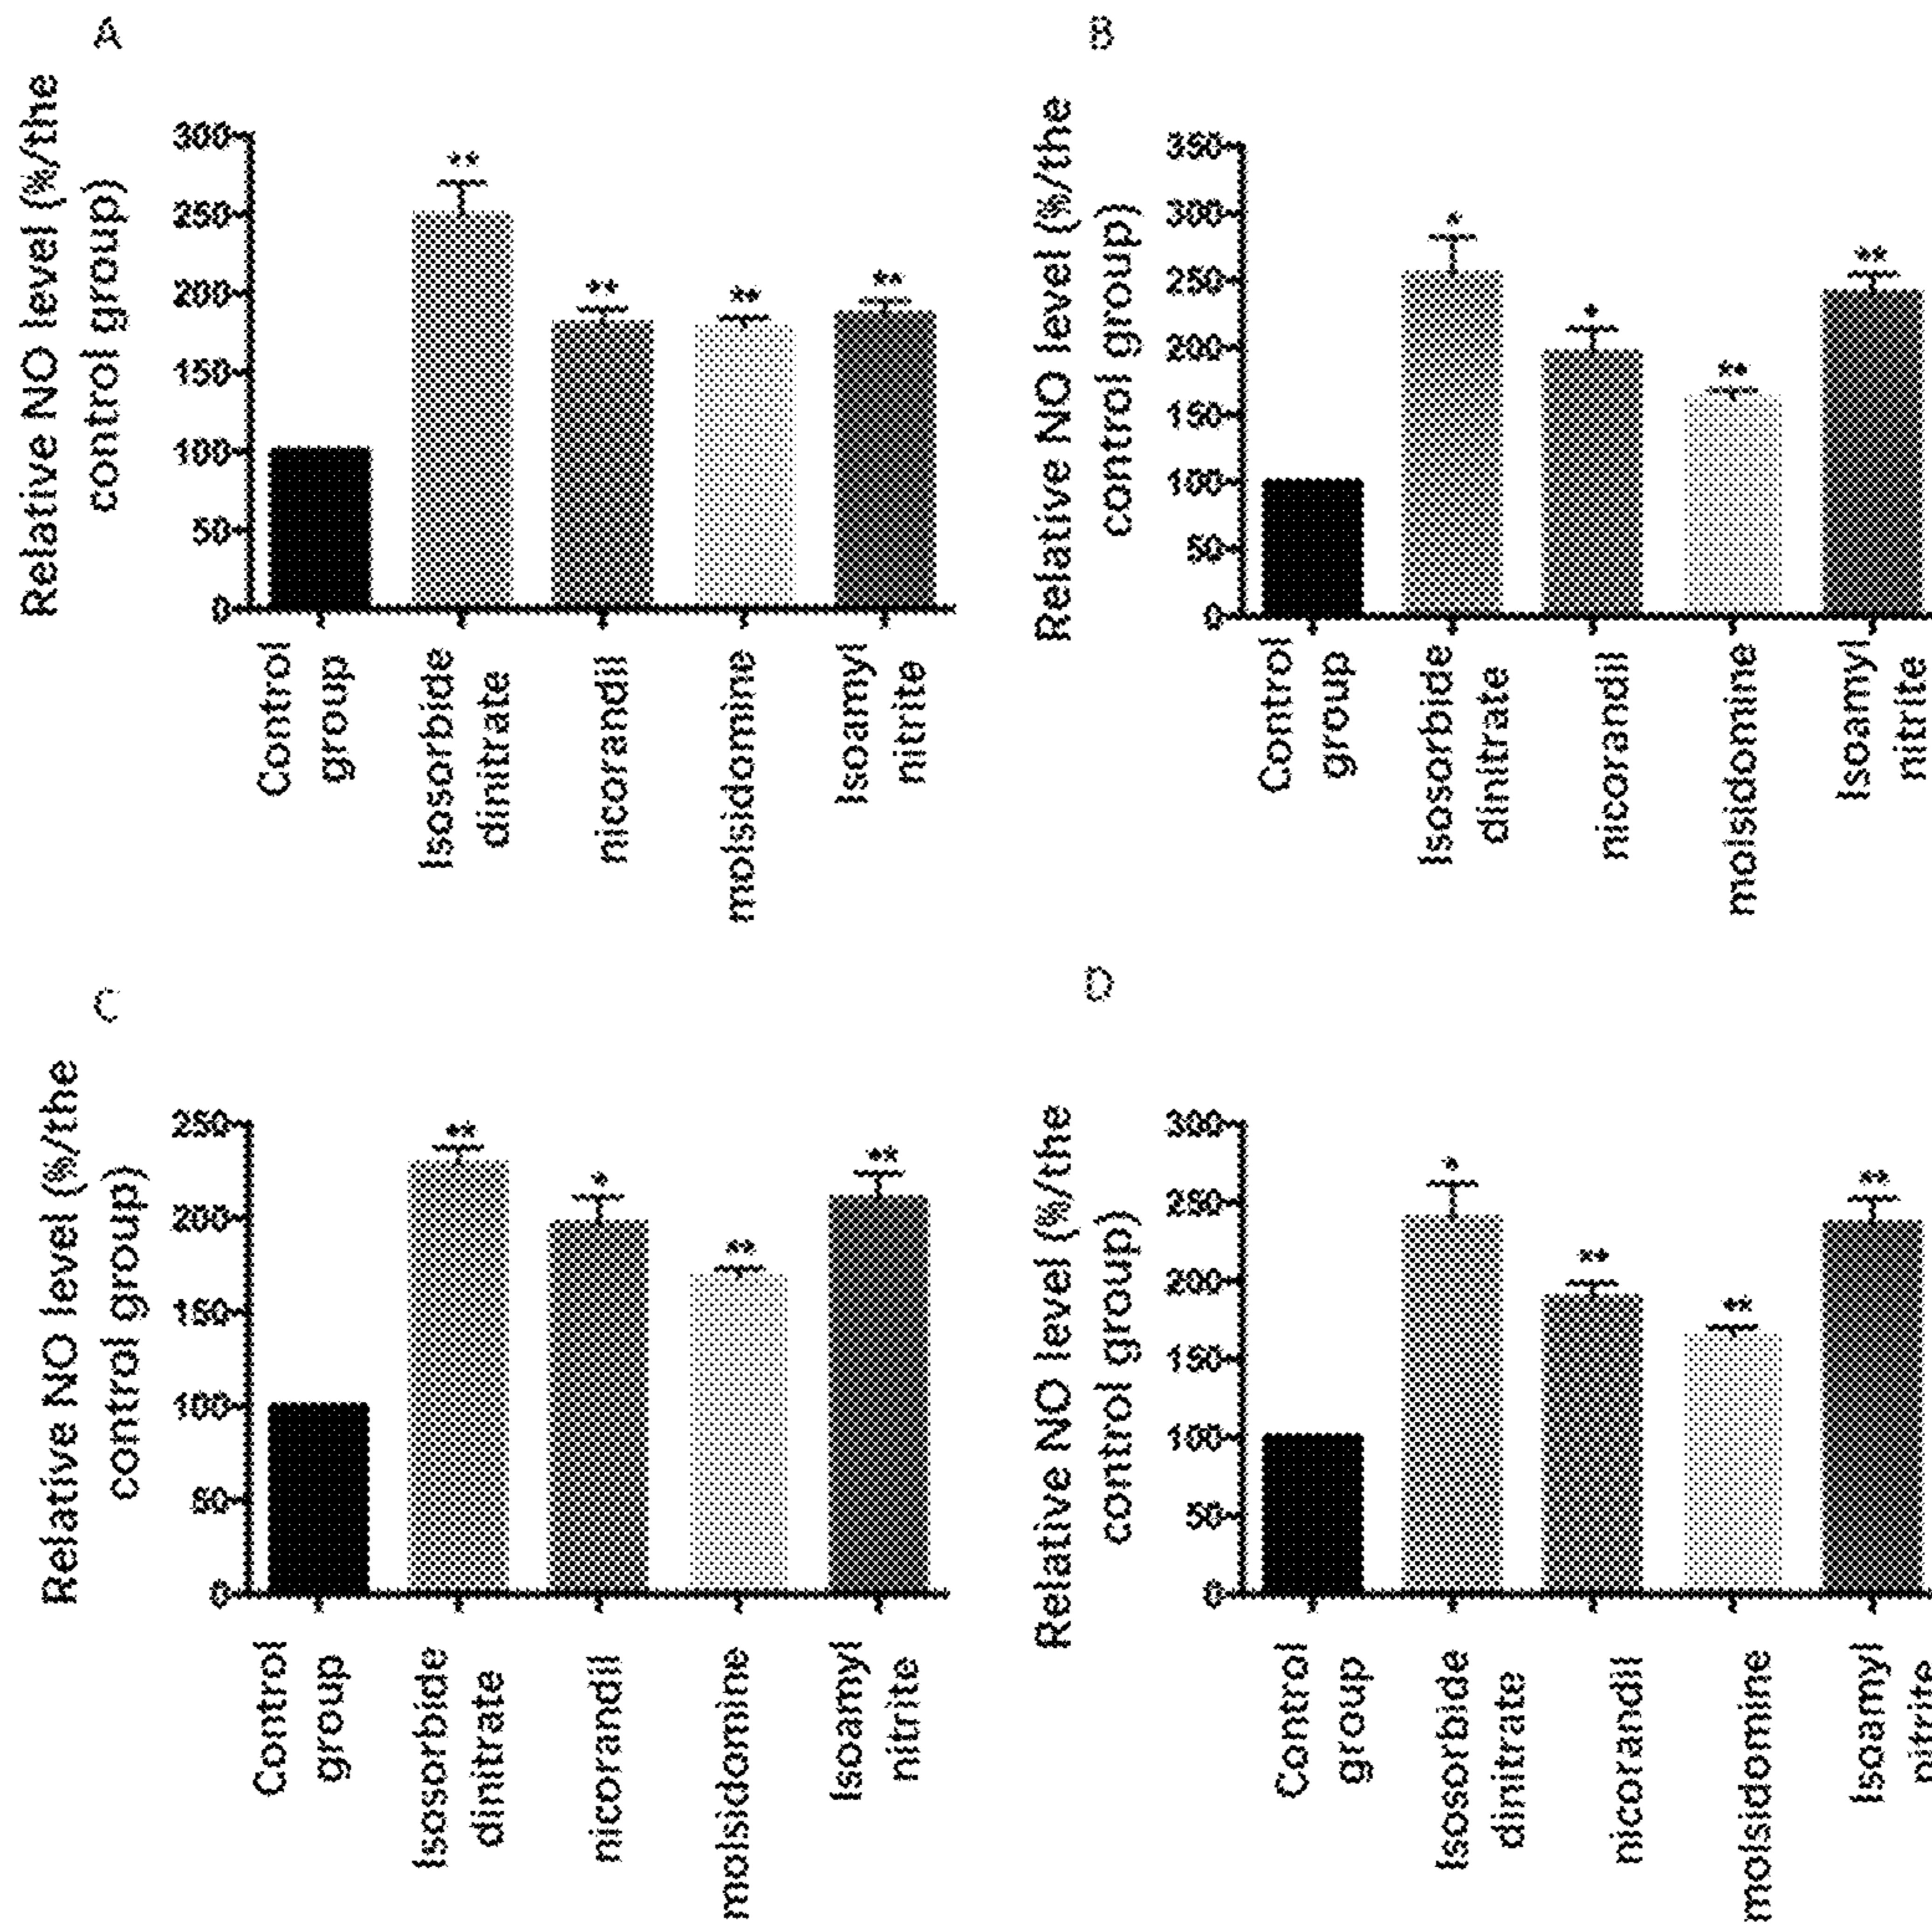 A
Relative NO level (%/the
control group)
300
250
200
150
100
50
0
**
**
**
**
Control
group
Isosorbide
dinitrate
nicorandil
molsidomine
Isoamyl
nitrite
B
Relative NO level (%/the
control group)
350
300
250
200
150
100
50
0
*
*
**
**
Control
group
Isosorbide
dinitrate
nicorandil
molsidomine
Isoamyl
nitrite
C
Relative NO level (%/the
control group)
250
200
150
100
50
0
**
*
**
**
Control
group
Isosorbide
dinitrate
nicorandil
molsidomine
Isoamyl
nitrite
D
Relative NO level (%/the
control group)
300
250
200
150
100
50
0
*
**
**
**
Control
group
Isosorbide
dinitrate
nicorandil
molsidomine
Isoamyl
nitrite